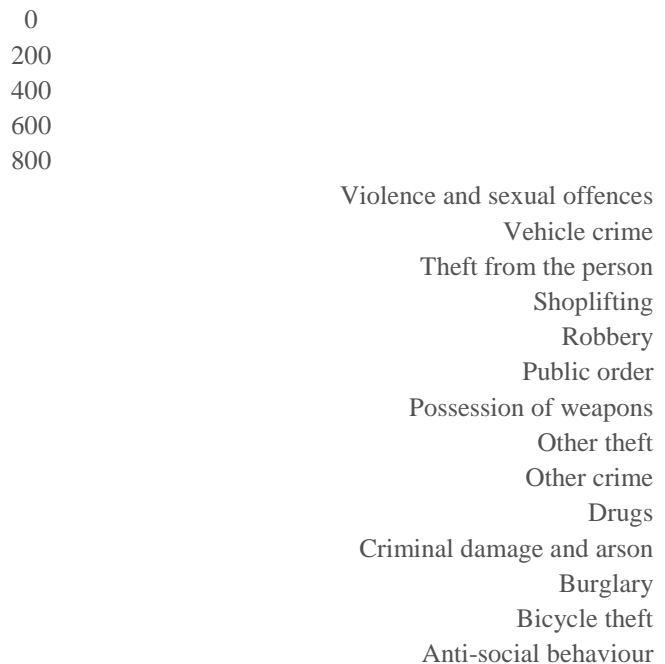 0
200
400
600
800
Violence and sexual offences
Vehicle crime
Theft from the person
Shoplifting
Robbery
Public order
Possession of weapons
Other theft
Other crime
Drugs
Criminal damage and arson
Burglary
Bicycle theft
Anti-social behaviour